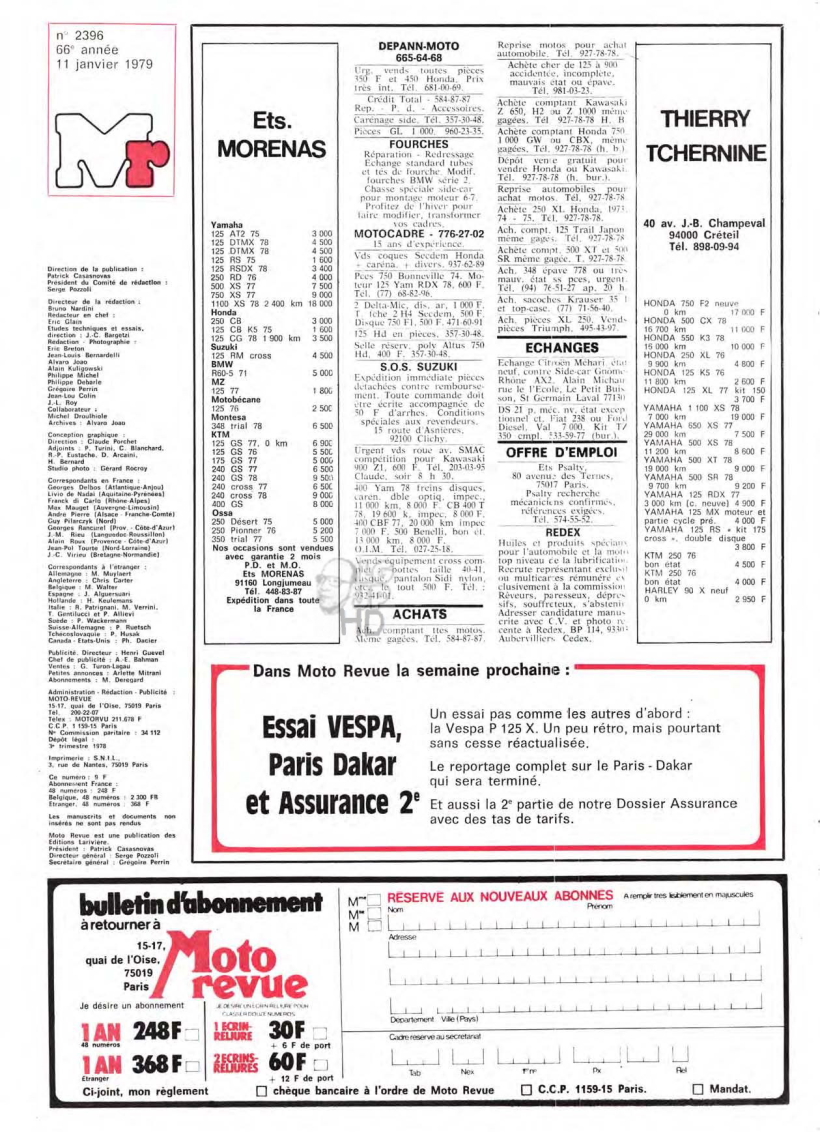 n° 2396
66e année
11 janvier 1979
Mr
Direction de la publication :
Patrick Casasnovas
Président du Comité de rédaction :
Serge Pozzoli
Directeur de la rédaction :
Bruno Nardini
Rédacteur en chef :
Eric Glain
Etudes techniques et essais,
direction : J.-C. Bargetzi
Rédaction - Photographie :
Eric Breton
Jean-Louis Bernardelli
Alvaro Joao
Alain Kuligowski
Philippe Michel
Philippe Debarle
Grégoire Perrin
Jean-Lou Colin
J.-L. Roy
Collaborateur :
Michel Droulhiole
Archives : Alvaro Joao
Conception graphique :
Direction : Claude Porchet
Adjoints : P. Turini, C. Blanchard,
R.-P. Eustache, D. Arcaini,
H. Bernard
Studio photo : Gérard Rocroy
Correspondants en France :
Georges Delbos (Atlantique-Anjou)
Livio de Nadai (Aquitaine-Pyrénées)
Franck di Carlo (Rhône-Alpes)
Max Mauget (Auvergne-Limousin)
André Pierre (Alsace - Franche-Comté)
Guy Pilarczyk (Nord)
Georges Rancurel (Prov. - Côte-d'Azur)
J.-M. Rieu (Languedoc-Roussillon)
Alain Roux (Provence - Côte-d'Azur)
Jean-Pol Tourte (Nord-Lorraine)
J.-C. Virieu (Bretagne-Normandie)
Correspondants à l'étranger :
Allemagne : M. Muylaert
Angleterre : Chris Carter
Belgique : M. Walter
Espagne : J. Alguersuari
Hollande : H. Keulemans
Italie : R. Patrignani, M. Verrini,
T. Gentilucci et P. Allievi
Suède : P. Wackermann
Suisse-Allemagne : P. Ruetsch
Tchécoslovaquie : P. Husak
Canada - Etats-Unis : Ph. Dacier
Publicité. Directeur : Henri Guevel
Chef de publicité : A.-E. Bahman
Ventes : G. Turon-Lagau
Petites annonces : Arlette Mitrani
Abonnements : M. Deregard
Administration - Rédaction - Publicité :
MOTO-REVUE
15-17, quai de l'Oise, 75019 Paris
Tél. 200-22-07
Télex : MOTORVU 211.678 F
C.C.P. 1159-15 Paris
N° Commission paritaire : 34 112
Dépôt légal :
3e trimestre 1978
Imprimerie : S.N.I.L.,
3, rue de Nantes, 75019 Paris
Ce numéro : 9 F
Abonnement France :
48 numéros : 248 F
Belgique, 48 numéros : 2 300 FB
Etranger, 48 numéros : 368 F
Les manuscrits et documents non
insérés ne sont pas rendus
Moto Revue est une publication des
Editions Larivière.
Président : Patrick Casasnovas
Directeur général : Serge Pozzoli
Secrétaire général : Grégoire Perrin
Ets.
MORENAS
Yamaha
125 AT2 75 3 000
125 DTMX 78 4 500
125 DTMX 78 4 500
125 RS 75 1 600
125 RSDX 78 3 400
250 RD 76 4 000
500 XS 77 7 500
750 XS 77 9 000
1100 XS 78 2 400 km 18 000
Honda
250 CB 3 000
125 CB K5 75 1 600
125 CG 78 1 900 km 3 500
Suzuki
125 RM cross 4 500
BMW
R60-5 71 5 000
MZ
125 77 1 800
Motobécane
125 76 2 500
Montesa
348 trial 78 6 500
KTM
125 GS 77, 0 km 6 900
125 GS 76 5 500
175 GS 77 5 000
240 GS 77 6 500
240 GS 78 9 500
240 cross 77 6 500
240 cross 78 9 000
400 GS 8 000
Ossa
250 Désert 75 5 000
250 Pionner 76 5 200
350 trial 77 5 500
Nos occasions sont vendues
avec garantie 2 mois
P.D. et M.O.
Ets MORENAS
91160 Longjumeau
Tél. 448-83-87
Expédition dans toute
la France
DEPANN-MOTO
665-64-68
Urg. vends toutes pièces
350 F et 450 Honda. Prix
très int. Tél. 681-00-69.
Crédit Total - 584-87-87
Rep. - P. d. - Accessoires.
Carénage side. Tél. 357-30-48.
Pièces GL 1 000. 960-23-35.
FOURCHES
Réparation - Redressage
Echange standard tubes
et tés de fourche. Modif.
fourches BMW série 2.
Chasse spéciale side-car
pour montage moteur 6-7.
Profitez de l'hiver pour
faire modifier, transformer
vos cadres.
MOTOCADRE - 776-27-02
15 ans d'expérience.
Vds coques Secdem Honda
+ caréna. + divers. 937-62-89
Pces 750 Bonneville 74. Mo-
teur 125 Yam RDX 78, 600 F.
Tél. (77) 68-82-96.
2 Delta-Mic, dis. ar, 1 000 F.
T. fche 2 H4 Secdem, 500 F.
Disque 750 F1, 500 F. 471-60-91
125 Hd en pièces. 357-30-48.
Selle réserv. poly Altus 750
Hd, 400 F. 357-30-48.
S.O.S. SUZUKI
Expédition immédiate pièces
détachées contre rembourse-
ment. Toute commande doit
être écrite accompagnée de
50 F d'arrhes. Conditions
spéciales aux revendeurs.
15 route d'Asnières,
92100 Clichy.
Urgent vds roue av. SMAC
compétition pour Kawasaki
900 Z1, 600 F. Tél. 203-03-95
Claude, soir 8 h 30.
400 Yam 78 freins disques,
carén. dble optiq, impec.,
11 000 km, 8 000 F. CB 400 T
78, 19 600 k. impec, 8 000 F.
400 CBF 77, 20 000 km impec
7 000 F. 500 Benelli, bon ét.
13 000 km, 8 000 F.
O.I.M. Tél. 027-25-18.
Vends équipement cross com-
plet, bottes taille 40-41,
casque, pantalon Sidi nylon,
tout 500 F. Tél. :
932-41-01.
ACHATS
Ach. comptant ttes motos.
Même gagées. Tél. 584-87-87.
Reprise motos pour achat
automobile. Tél. 927-78-78.
Achète cher de 125 à 900
accidentée, incomplète,
mauvais état ou épave.
Tél. 981-03-23.
Achète comptant Kawasaki
Z 650, H2 ou Z 1000 même
gagées. Tél 927-78-78 H. B
Achète comptant Honda 750,
1 000 GW ou CBX, même
gagées. Tél. 927-78-78 (h. b.).
Dépôt vente gratuit pour
vendre Honda ou Kawasaki.
Tél. 927-78-78 (h. bur.).
Reprise automobiles pour
achat motos. Tél. 927-78-78.
Achète 250 XL Honda, 1973,
74 - 75. Tél. 927-78-78.
Ach. compt. 125 Trail Japon
même gagés. Tél. 927-78-78
Achète compt. 500 XT et 500
SR même gagée. T. 927-78-78
Ach. 348 épave 778 ou très
mauv. état ss pces, urgent.
Tél. (94) 76-51-27 ap. 20 h.
Ach. sacoches Krauser 35 l
et top-case. (77) 71-56-40.
Ach. pièces XL 250. Vends
pièces Triumph. 495-43-97.
ECHANGES
Echange Citroën Méhari état
neuf, contre Side-car Gnome-
Rhône AX2. Alain Michau
rue le l'Ecole, Le Petit Buis-
son, St Germain Laval 77130
DS 21 p. méc. nv. état excep
tionnel ct. Fiat 238 ou Ford
Diesel. Val 7 000. Kit TZ
350 cmpl. 533-59-77 (bur.).
OFFRE D'EMPLOI
Ets Psalty,
80 avenue des Ternes,
75017 Paris.
Psalty recherche
mécaniciens confirmés,
références exigées.
Tél. 574-55-52.
REDEX
Huiles et produits spéciaux
pour l'automobile et la moto
top niveau ce la lubrification
Recrute représentant exclusif
ou multicartes rémunéré ex
clusivement à la commission
Rêveurs, paresseux, dépres-
sifs, souffreteux, s'abstenir
Adresser candidature manus-
crite avec C.V. et photo ré-
cente à Redex, BP 114, 93303
Aubervilliers Cedex.
THIERRY
TCHERNINE
40 av. J.-B. Champeval
94000 Créteil
Tél. 898-09-94
HONDA 750 F2 neuve
0 km 17 000 F
HONDA 500 CX 78
16 700 km 11 000 F
HONDA 550 K3 78
15 000 km 10 000 F
HONDA 250 XL 76
9 900 km 4 800 F
HONDA 125 K5 76
11 800 km 2 600 F
HONDA 125 XL 77 kit 150
3 700 F
YAMAHA 1 100 XS 78
7 000 km 19 000 F
YAMAHA 650 XS 77
29 000 km 7 500 F
YAMAHA 500 XS 78
11 200 km 8 600 F
YAMAHA 500 XT 78
19 000 km 9 000 F
YAMAHA 500 SR 78
9 700 km 9 200 F
YAMAHA 125 RDX 77
3 000 km (c. neuve) 4 900 F
YAMAHA 125 MX moteur et
partie cycle pré. 4 000 F
YAMAHA 125 RS « kit 175
cross ». double disque
3 800 F
KTM 250 76
bon état 4 500 F
KTM 250 76
bon état 4 000 F
HARLEY 90 X neuf
0 km 2 950 F
HD
Dans Moto Revue la semaine prochaine :
Essai VESPA,
Paris Dakar
et Assurance 2e
Un essai pas comme les autres d'abord :
la Vespa P 125 X. Un peu rétro, mais pourtant
sans cesse réactualisée.
Le reportage complet sur le Paris - Dakar
qui sera terminé.
Et aussi la 2e partie de notre Dossier Assurance
avec des tas de tarifs.
bulletin d'abonnement
à retourner à
15-17,
quai de l'Oise,
75019
Paris
Moto
revue
Je désire un abonnement
1 AN 248F
48 numéros
1 AN 368F
Etranger
JE DESIRE UN ECRIN RELIURE POUR
CLASSER DOUZE NUMEROS
1 ECRIN-
RELIURE 30F
+ 6 F de port
2 ECRINS-
RELIURES 60F
+ 12 F de port
Mme
Mlle
M
RÉSERVÉ AUX NOUVEAUX ABONNÉS A remplir très lisiblement en majuscules
Nom Prénom
Adresse
Département Ville (Pays)
Cadre réservé au secrétariat
Tab Nex Frr Px Rel
Ci-joint, mon règlement chèque bancaire à l'ordre de Moto Revue C.C.P. 1159-15 Paris. Mandat.